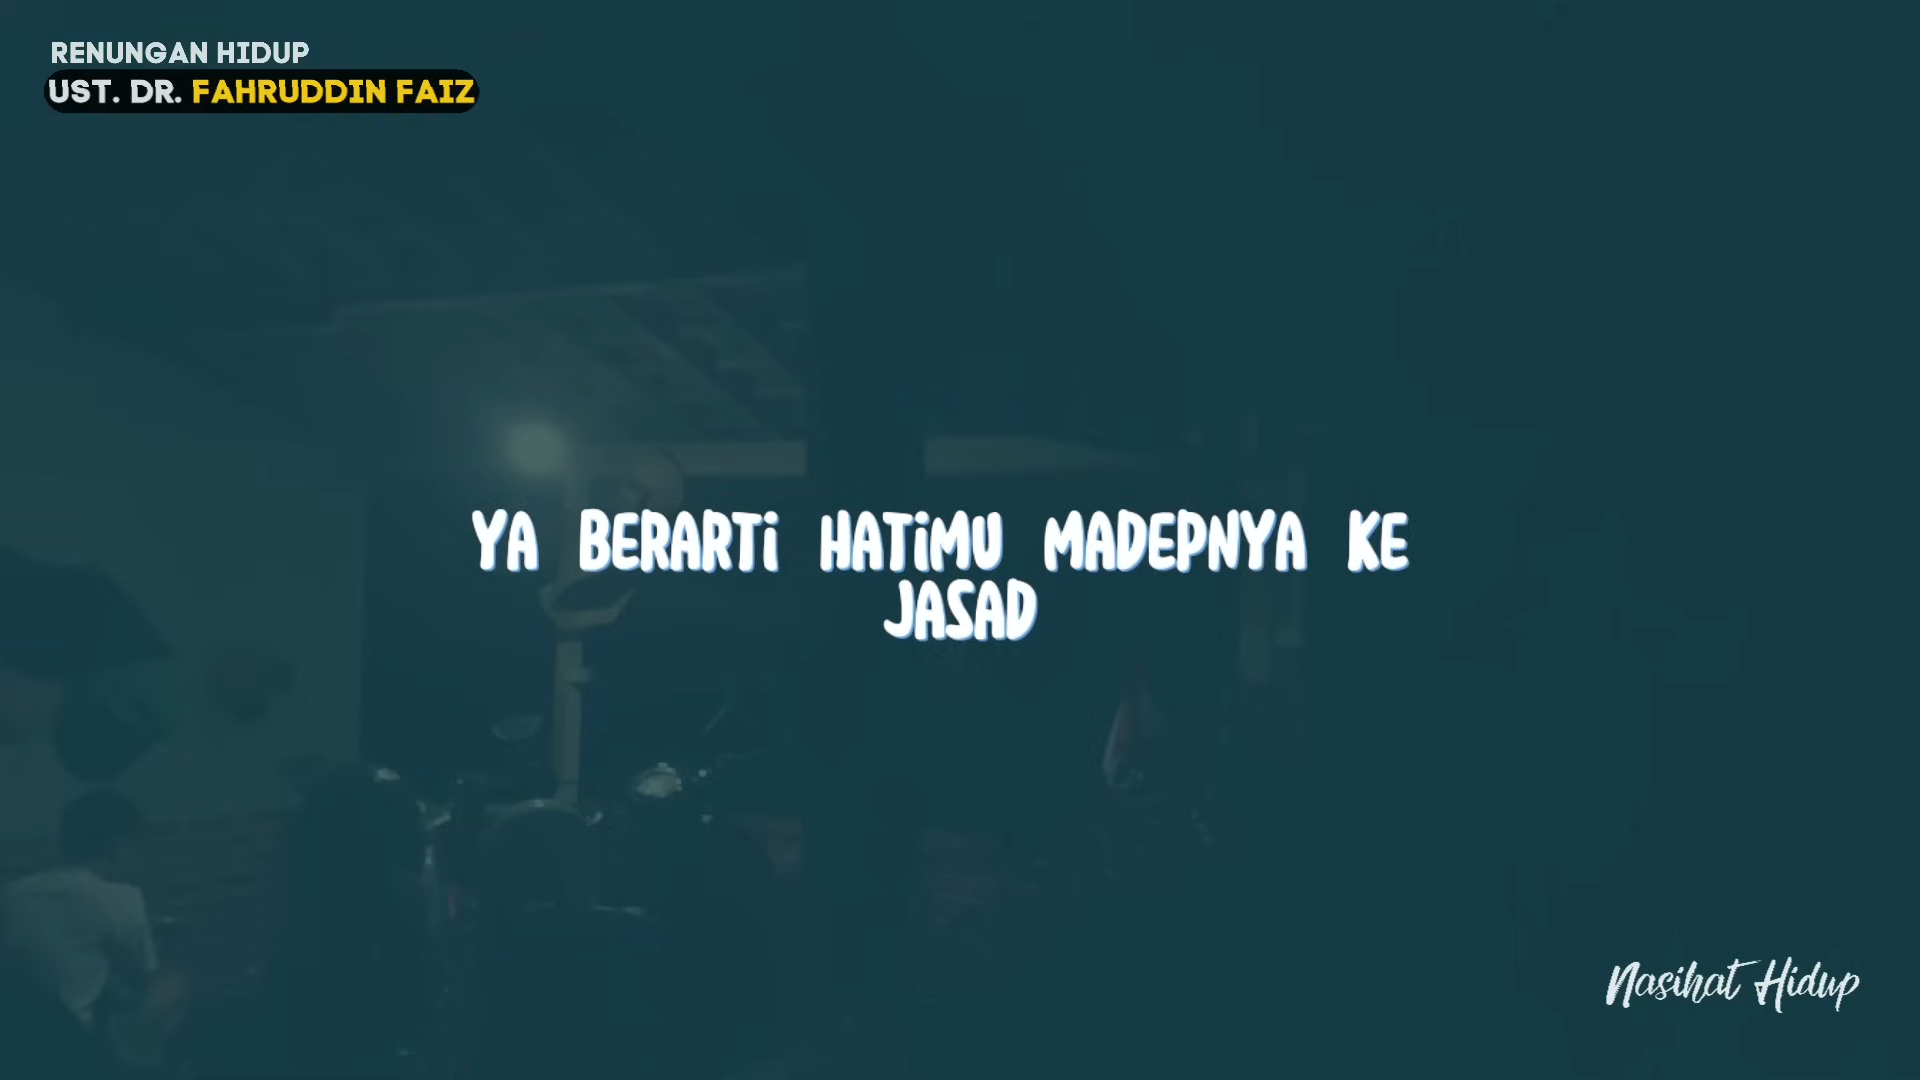 RENUNGAN HIDUP
UST. DR. FAHRUDDIN FAIZ
YA BERARTI HATIMU MADEPNYA KE
JASAD
Nasihat Hidup